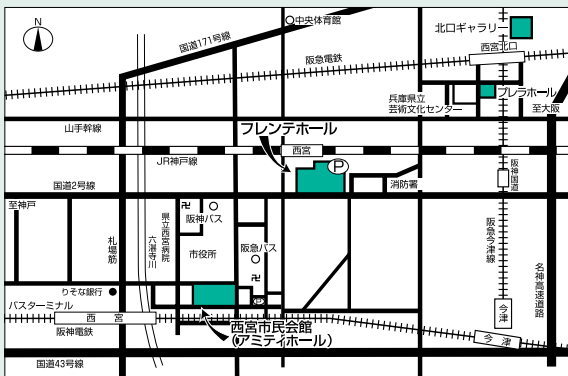 中央体育館
北口ギャラリー
国道171号線
西宮北口
阪急電鉄
プレラホール
兵庫県立
芸術文化センター
至大阪
山手幹線
フレンテホール
西宮
P
JR神戸線
阪神国道
国道2号線
消防署
至神戸
卍
阪神バス
県立西宮病院
六湛寺川
札場筋
市役所
阪急バス
卍
阪急今津線
名神高速道路
りそな銀行
バスターミナル
西宮
阪神電鉄
西宮市民会館
(アミティホール)
今津
今津
国道43号線